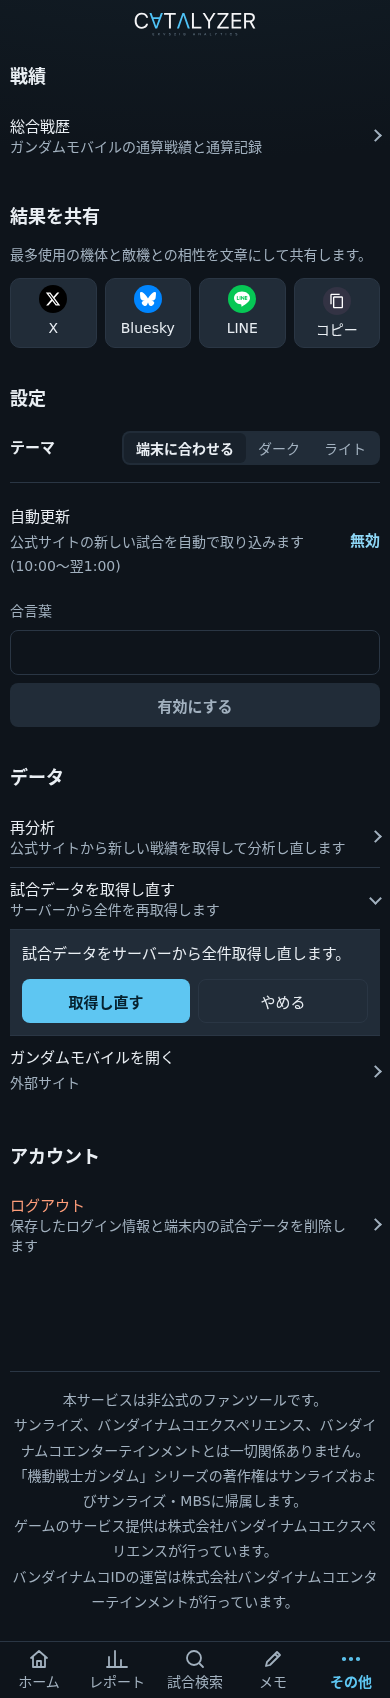 CATALYZER
戦績
総合戦歴
ガンダムモバイルの通算戦績と通算記録
結果を共有
最多使用の機体と敵機との相性を文章にして共有します。
X
Bluesky
LINE
コピー
設定
テーマ
端末に合わせる
ダーク
ライト
自動更新
公式サイトの新しい試合を自動で取り込みます
(10:00〜翌1:00)
無効
合言葉
有効にする
データ
再分析
公式サイトから新しい戦績を取得して分析し直します
試合データを取得し直す
サーバーから全件を再取得します
試合データをサーバーから全件取得し直します。
取得し直す
やめる
ガンダムモバイルを開く
外部サイト
アカウント
ログアウト
保存したログイン情報と端末内の試合データを削除し
ます
本サービスは非公式のファンツールです。
サンライズ、バンダイナムコエクスペリエンス、バンダイ
ナムコエンターテインメントとは一切関係ありません。
「機動戦士ガンダム」シリーズの著作権はサンライズおよ
びサンライズ・MBSに帰属します。
ゲームのサービス提供は株式会社バンダイナムコエクスペ
リエンスが行っています。
バンダイナムコIDの運営は株式会社バンダイナムコエンタ
ーテインメントが行っています。
ホーム
レポート
試合検索
メモ
その他